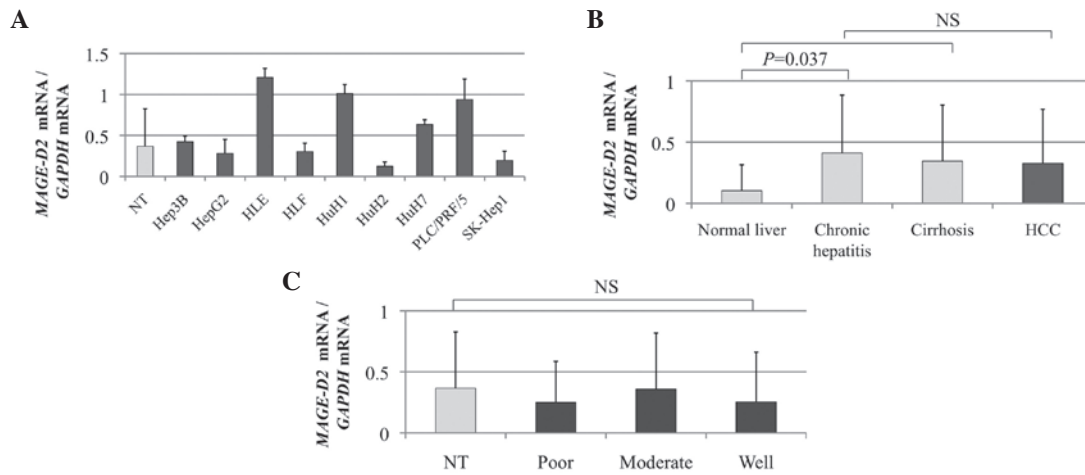 A
MAGE-D2 mRNA /
GAPDH mRNA
1.5
1
0.5
0
NT
Hep3B
HepG2
HLE
HLF
HuH1
HuH2
HuH7
PLC/PRF/5
SK-Hep1
B
NS
P=0.037
MAGE-D2 mRNA /
GAPDH mRNA
1
0.5
0
Normal liver
Chronic
hepatitis
Cirrhosis
HCC
C
NS
MAGE-D2 mRNA /
GAPDH mRNA
1
0.5
0
NT
Poor
Moderate
Well